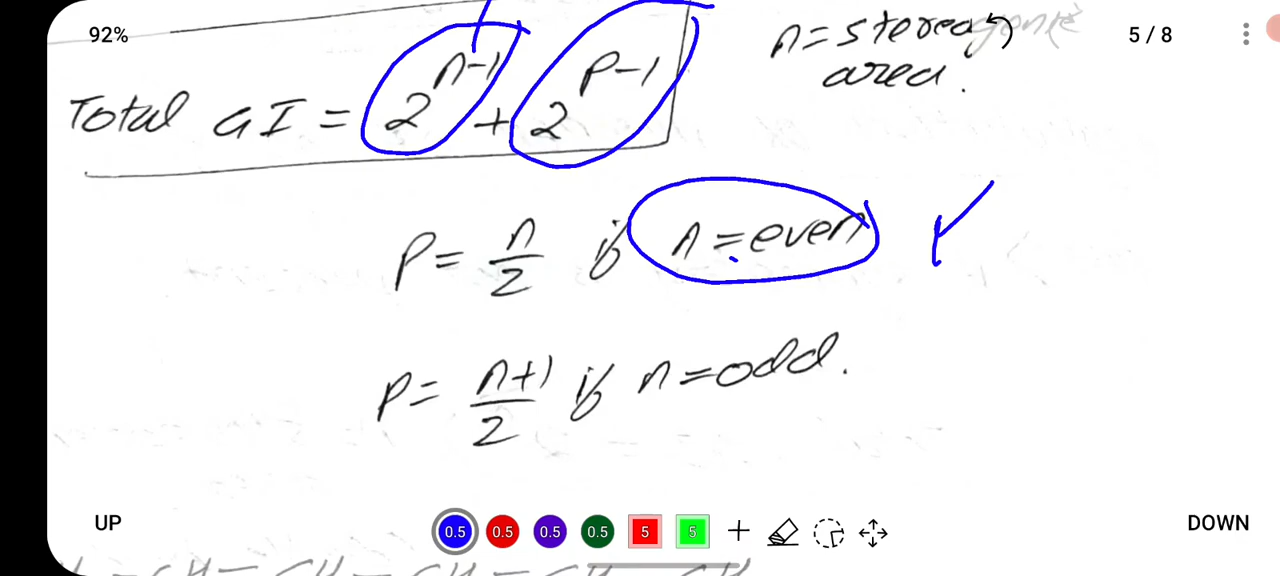 92%
5 / 8
n = stereo
area.
Total GI = 2^{n-1} + 2^{p-1}
P = n/2 if n = even
P = n+1/2 if n = odd.
UP
0.5 0.5 0.5 0.5 5 5 +
DOWN